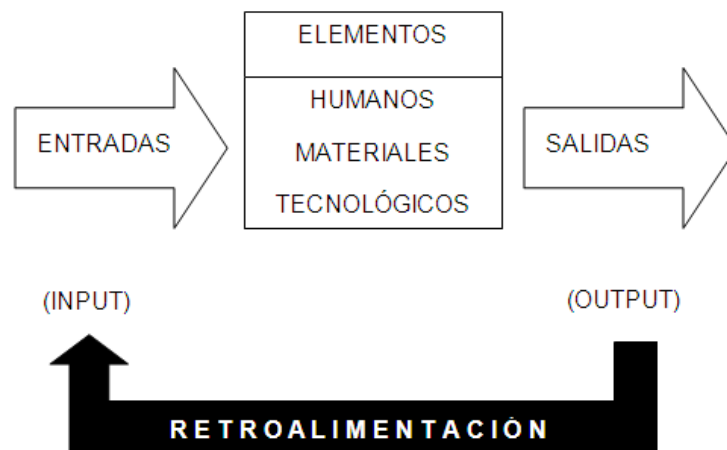 ELEMENTOS
ENTRADAS
HUMANOS
MATERIALES
TECNOLÓGICOS
SALIDAS
(INPUT)
(OUTPUT)
RETROALIMENTACIÓN